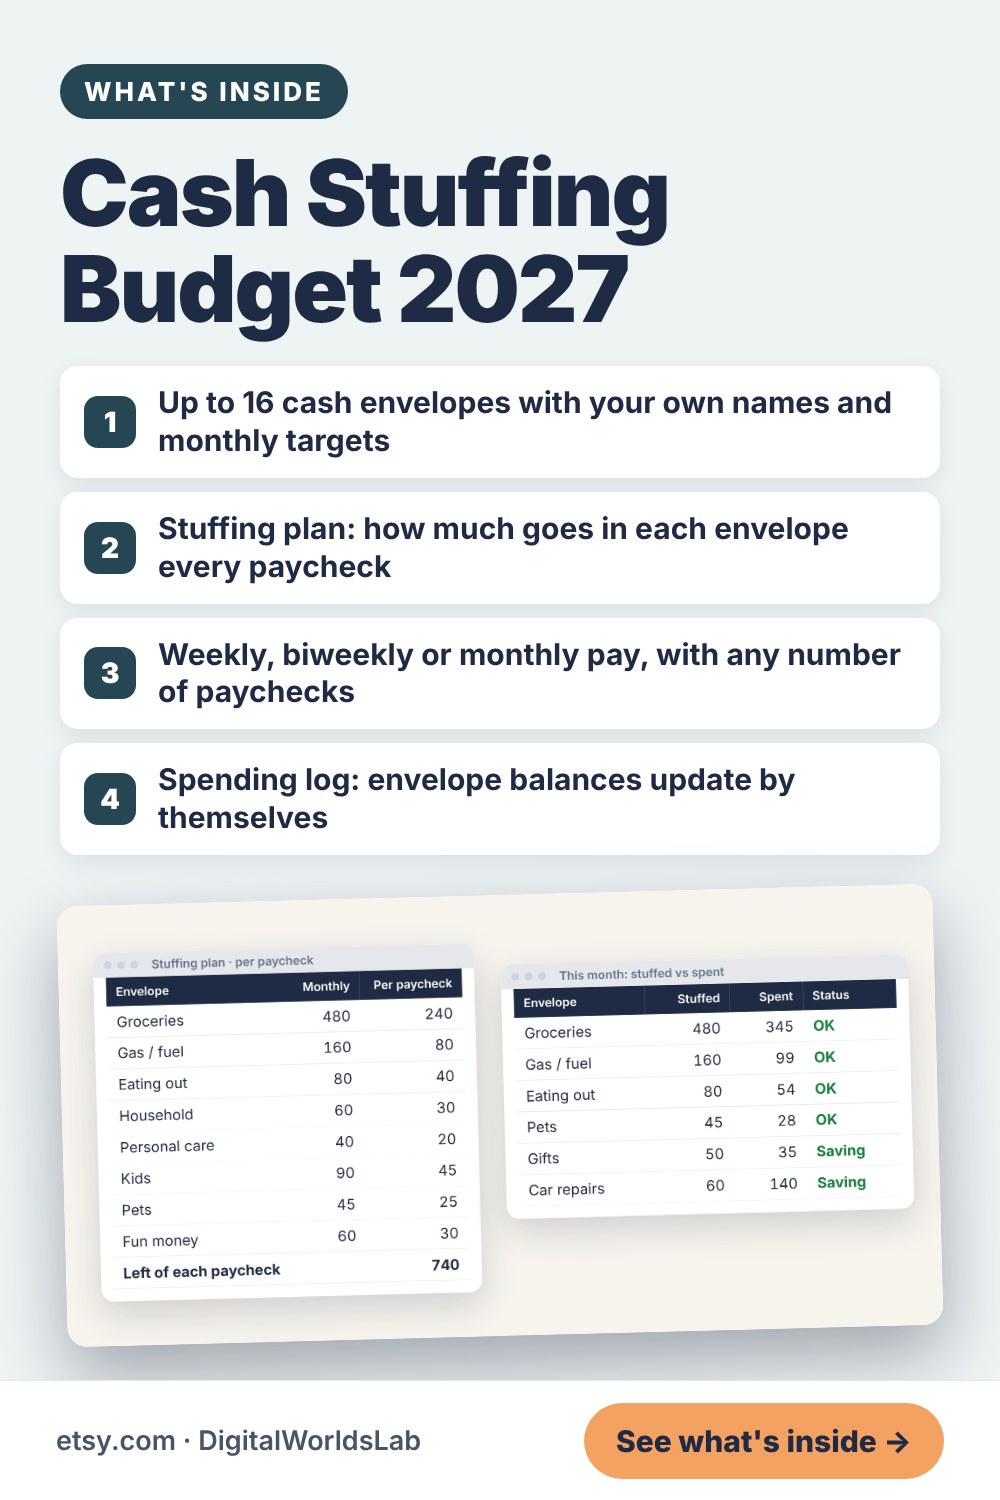 WHAT'S INSIDE
Cash Stuffing
Budget 2027
1
Up to 16 cash envelopes with your own names and
monthly targets
2
Stuffing plan: how much goes in each envelope
every paycheck
3
Weekly, biweekly or monthly pay, with any number
of paychecks
4
Spending log: envelope balances update by
themselves
Stuffing plan · per paycheck
Envelope Monthly Per paycheck
Groceries 480 240
Gas / fuel 160 80
Eating out 80 40
Household 60 30
Personal care 40 20
Kids 90 45
Pets 45 25
Fun money 60 30
Left of each paycheck 740
This month: stuffed vs spent
Envelope Stuffed Spent Status
Groceries 480 345 OK
Gas / fuel 160 99 OK
Eating out 80 54 OK
Pets 45 28 OK
Gifts 50 35 Saving
Car repairs 60 140 Saving
etsy.com · DigitalWorldsLab
See what's inside →